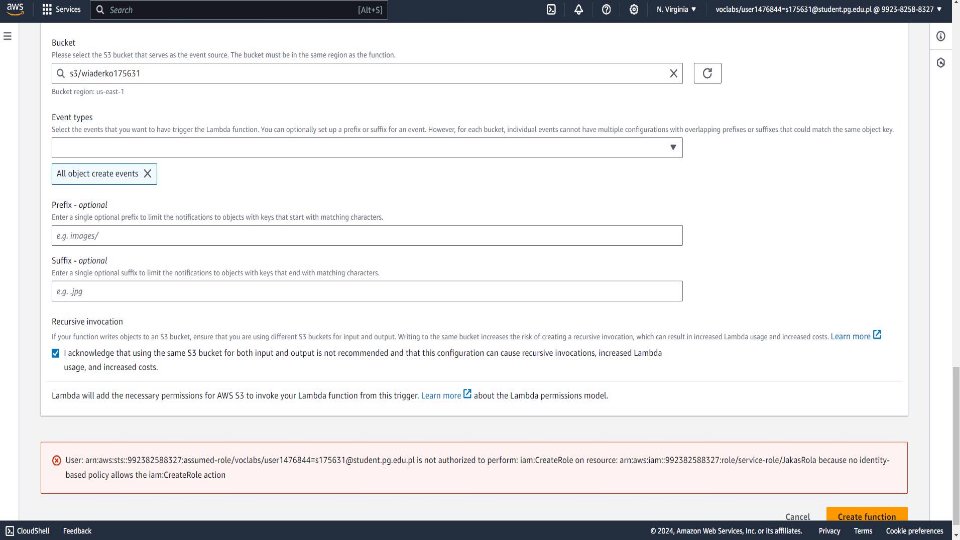 aws
Services
Search
[Alt+S]
N. Virginia
voclabs/user1476844=s175631@student.pg.edu.pl @ 9923-8258-8327
Bucket
Please select the S3 bucket that serves as the event source. The bucket must be in the same region as the function.
s3/wiaderko175631
Bucket region: us-east-1
Event types
Select the events that you want to have trigger the Lambda function. You can optionally set up a prefix or suffix for an event. However, for each bucket, individual events cannot have multiple configurations with overlapping prefixes or suffixes that could match the same object key.
All object create events
Prefix - optional
Enter a single optional prefix to limit the notifications to objects with keys that start with matching characters.
e.g. images/
Suffix - optional
Enter a single optional suffix to limit the notifications to objects with keys that end with matching characters.
e.g. .jpg
Recursive invocation
If your function writes objects to an S3 bucket, ensure that you are using different S3 buckets for input and output. Writing to the same bucket increases the risk of creating a recursive invocation, which can result in increased Lambda usage and increased costs. Learn more
I acknowledge that using the same S3 bucket for both input and output is not recommended and that this configuration can cause recursive invocations, increased Lambda
usage, and increased costs.
Lambda will add the necessary permissions for AWS S3 to invoke your Lambda function from this trigger. Learn more about the Lambda permissions model.
User: arn:aws:sts::992382588327:assumed-role/voclabs/user1476844=s175631@student.pg.edu.pl is not authorized to perform: iam:CreateRole on resource: arn:aws:iam::992382588327:role/service-role/JakasRola because no identity-
based policy allows the iam:CreateRole action
Cancel
Create function
CloudShell
Feedback
© 2024, Amazon Web Services, Inc. or its affiliates.
Privacy
Terms
Cookie preferences